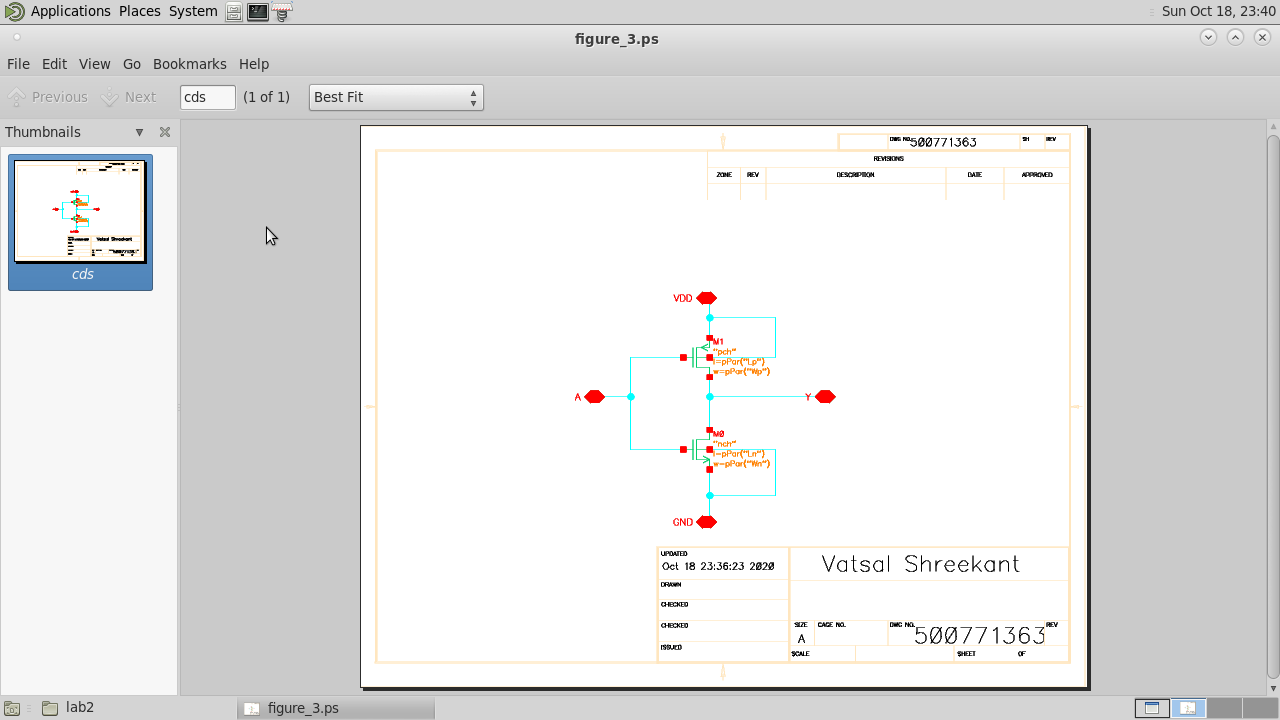 Applications Places System
Sun Oct 18, 23:40
figure_3.ps
File Edit View Go Bookmarks Help
Previous Next cds (1 of 1) Best Fit
Thumbnails
cds
DWG NO. 500771363 SH REV
REVISIONS
ZONE REV DESCRIPTION DATE APPROVED
VDD
M1
"pch"
l=pPar("Lp")
w=pPar("Wp")
A
Y
M0
"nch"
l=pPar("Ln")
w=pPar("Wn")
GND
UPDATED
Oct 18 23:36:23 2020
DRAWN
CHECKED
CHECKED
ISSUED
Vatsal Shreekant
SIZE CAGE NO. DWG NO. REV
A 500771363
SCALE SHEET OF
lab2 figure_3.ps